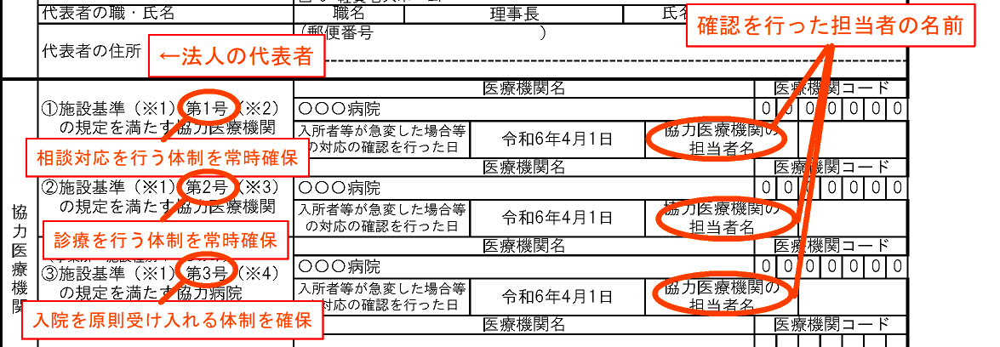 代表者の職・氏名
職名
理事長
確認を行った担当者の名前
(郵便番号　　　　　　)
代表者の住所
←法人の代表者
医療機関名
医療機関コード
①施設基準(※1)第1号(※2)
の規定を満たす協力医療機関
〇〇〇病院
0 0 0 0 0 0 0
入所者等が急変した場合等
の対応の確認を行った日
令和6年4月1日
協力医療機関の
担当者名
相談対応を行う体制を常時確保
医療機関名
医療機関コード
②施設基準(※1)第2号(※3)
の規定を満たす協力医療機関
〇〇〇病院
0 0 0 0 0 0 0
入所者等が急変した場合等
の対応の確認を行った日
令和6年4月1日
協力医療機関の
担当者名
診療を行う体制を常時確保
協力医療機関
医療機関名
医療機関コード
③施設基準(※1)第3号(※4)
の規定を満たす協力病院
〇〇〇病院
0 0 0 0 0 0 0
入所者等が急変した場合等
の対応の確認を行った日
令和6年4月1日
協力医療機関の
担当者名
入院を原則受け入れる体制を確保
医療機関名
医療機関コード